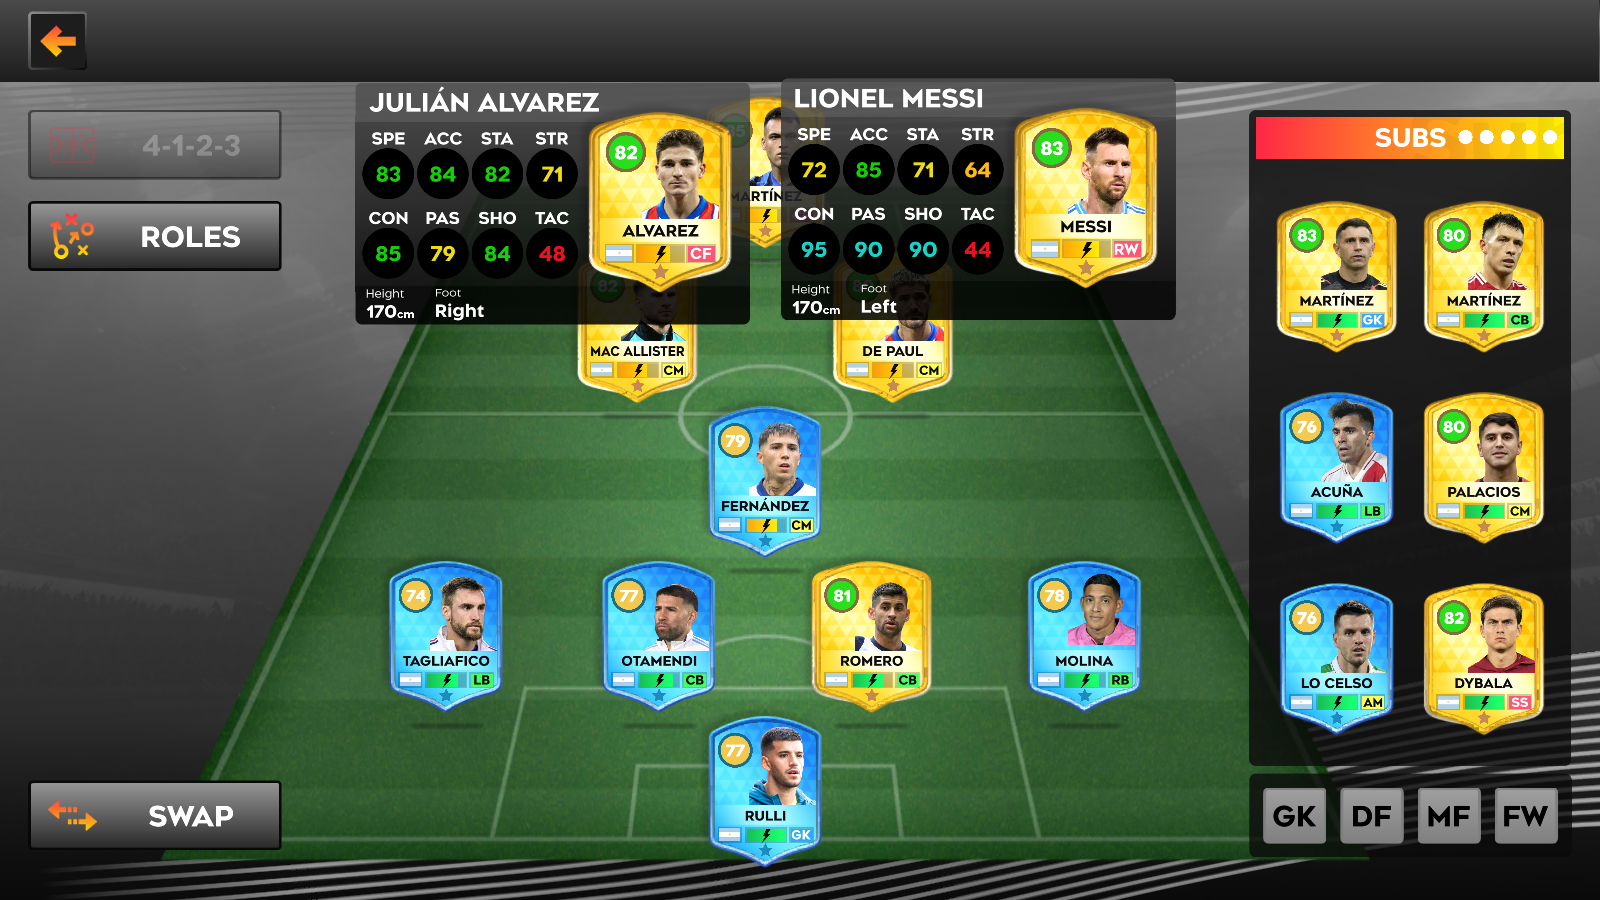 4-1-2-3
ROLES
SWAP
JULIÁN ALVAREZ
SPE ACC STA STR
83 84 82 71
CON PAS SHO TAC
85 79 84 48
Height Foot
170cm Right
82
ALVAREZ
CF
85
MARTÍNEZ
LIONEL MESSI
SPE ACC STA STR
72 85 71 64
CON PAS SHO TAC
95 90 90 44
Height Foot
170cm Left
83
MESSI
RW
82
MAC ALLISTER
CM
DE PAUL
CM
79
FERNÁNDEZ
CM
74
TAGLIAFICO
LB
77
OTAMENDI
CB
81
ROMERO
CB
78
MOLINA
RB
77
RULLI
GK
SUBS
83
MARTÍNEZ
GK
80
MARTÍNEZ
CB
76
ACUÑA
LB
80
PALACIOS
CM
76
LO CELSO
AM
82
DYBALA
SS
GK DF MF FW